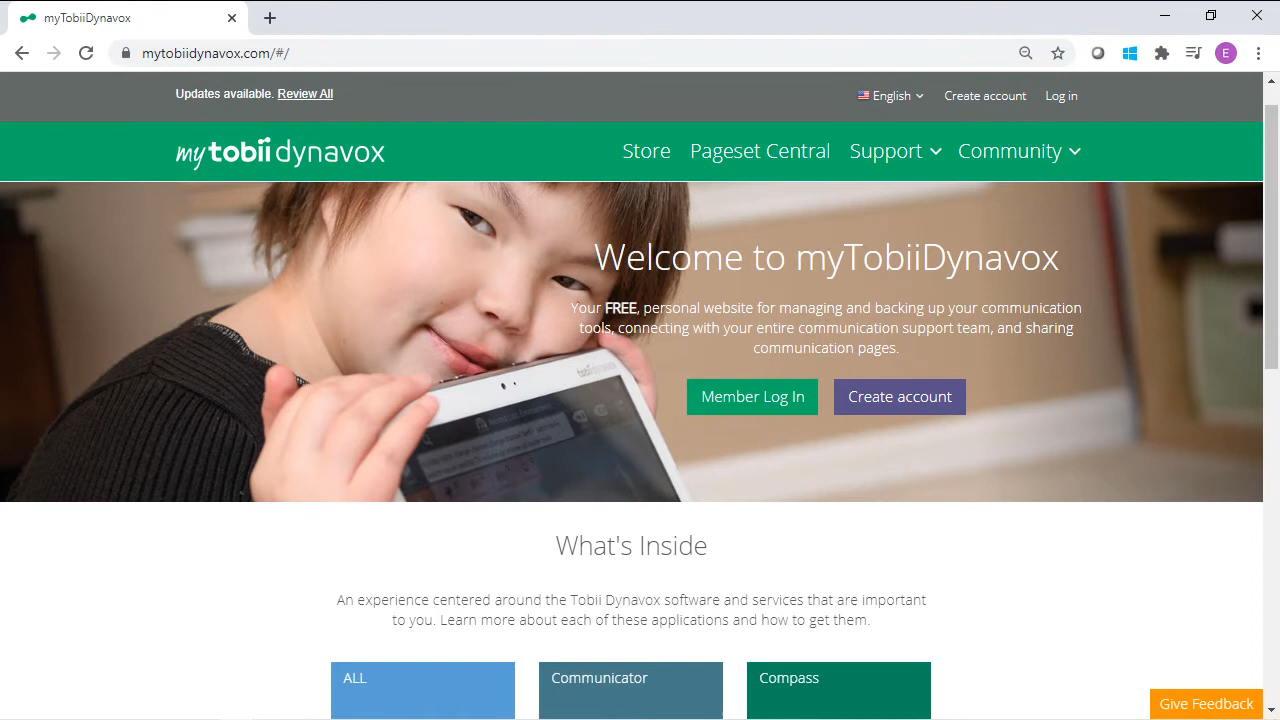 myTobiiDynavox
mytobiidynavox.com/#/
E
Updates available. Review All
English
Create account
Log in
my tobii dynavox
Store
Pageset Central
Support
Community
Welcome to myTobiiDynavox
Your FREE, personal website for managing and backing up your communication
tools, connecting with your entire communication support team, and sharing
communication pages.
tobii dynavox
Member Log In
Create account
What's Inside
An experience centered around the Tobii Dynavox software and services that are important
to you. Learn more about each of these applications and how to get them.
ALL
Communicator
Compass
Give Feedback